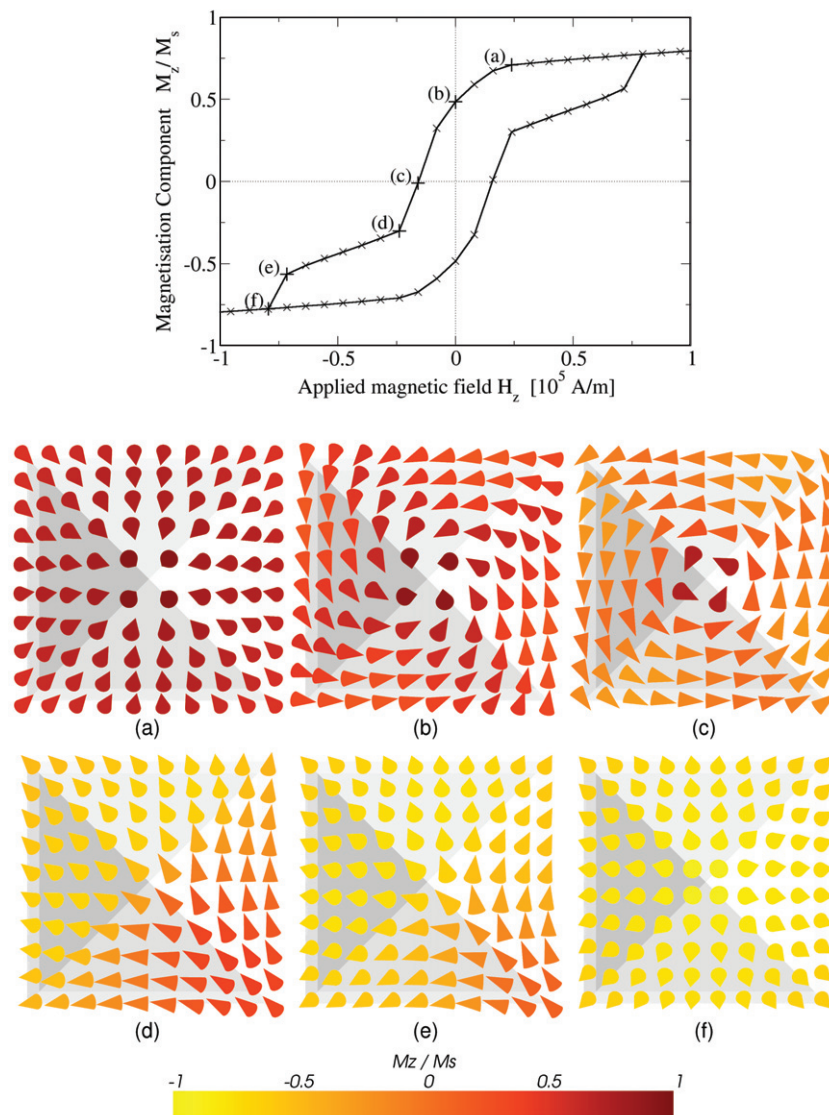 1
(a)
0.5
(b)
(c)
0
(d)
-0.5
(e)
(f)
-1
Magnetisation Component M_z/ M_s
-1 -0.5 0 0.5 1
Applied magnetic field H_z [10^5 A/m]
(a) (b) (c)
(d) (e) (f)
Mz / Ms
-1 -0.5 0 0.5 1